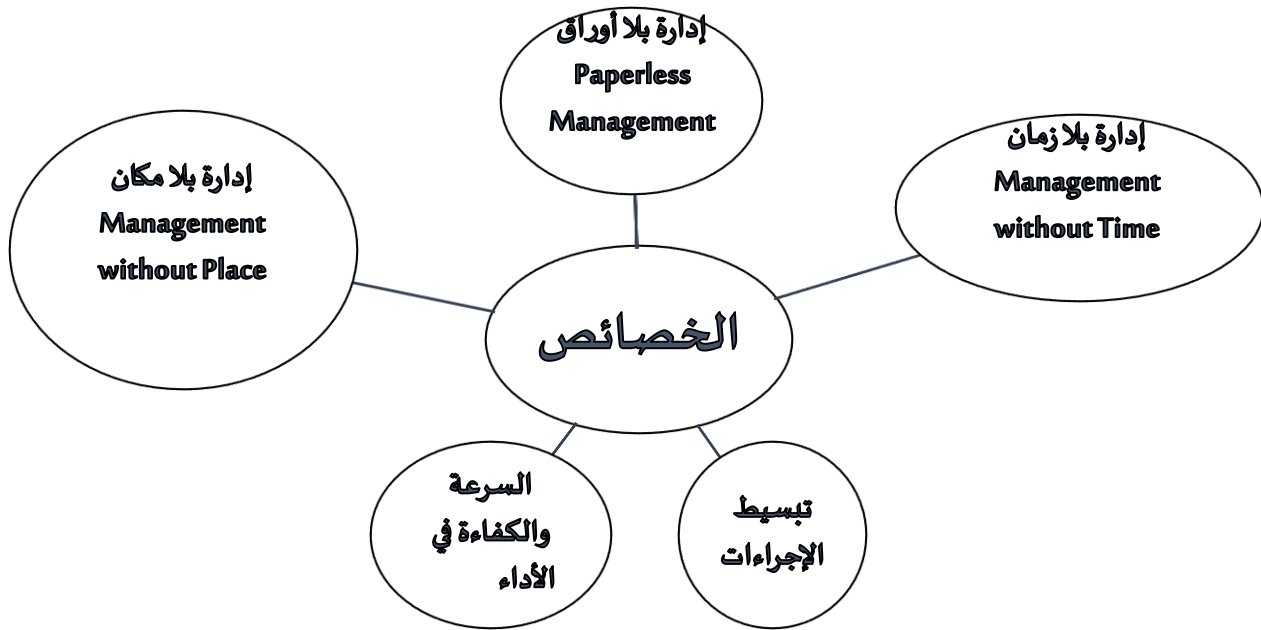 إدارة بلا أوراق
Paperless
Management
إدارة بلا زمان
Management
without Time
إدارة بلا مكان
Management
without Place
الخصائص
تبسيط
الإجراءات
السرعة
والكفاءة في
الأداء